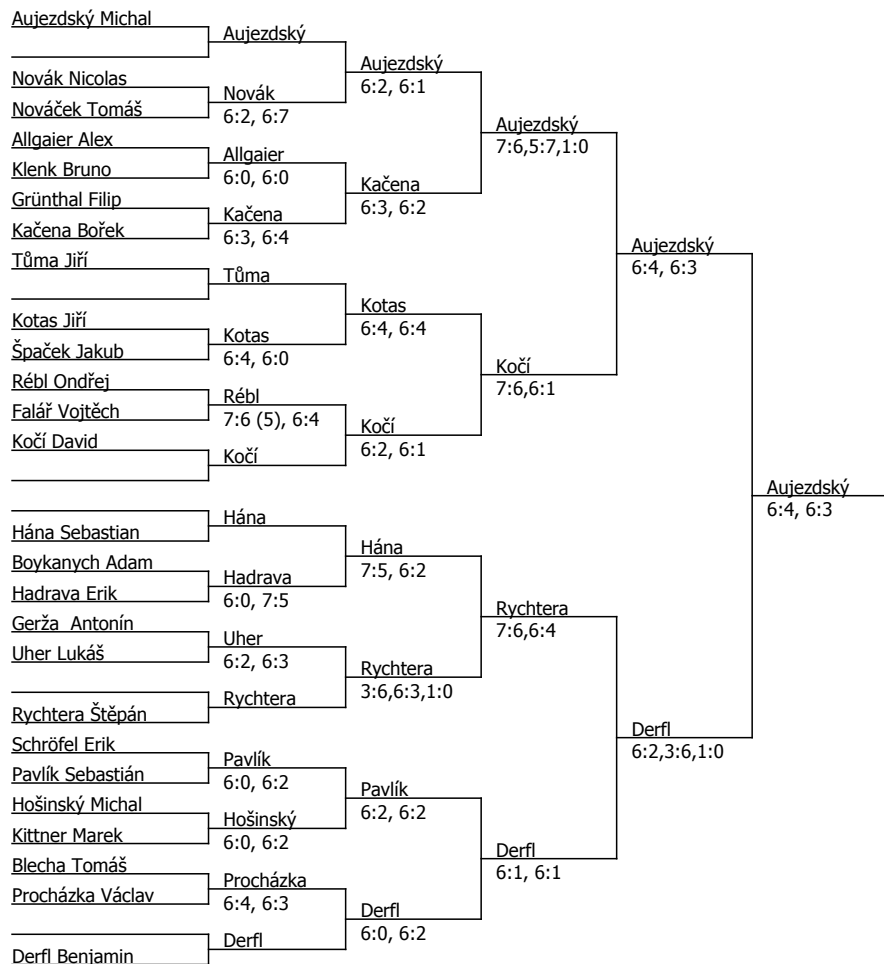 Aujezdský Michal
Novák Nicolas
Nováček Tomáš
Allgaier Alex
Klenk Bruno
Grünthal Filip
Kačena Bořek
Tůma Jiří
Kotas Jiří
Špaček Jakub
Rébl Ondřej
Falář Vojtěch
Kočí David
Hána Sebastian
Boykanych Adam
Hadrava Erik
Gerža  Antonín
Uher Lukáš
Rychtera Štěpán
Schröfel Erik
Pavlík Sebastián
Hošinský Michal
Kittner Marek
Blecha Tomáš
Procházka Václav
Derfl Benjamin
Aujezdský
Novák
6:2, 6:7
Allgaier
6:0, 6:0
Kačena
6:3, 6:4
Tůma
Kotas
6:4, 6:0
Rébl
7:6 (5), 6:4
Kočí
Hána
Hadrava
6:0, 7:5
Uher
6:2, 6:3
Rychtera
Pavlík
6:0, 6:2
Hošinský
6:0, 6:2
Procházka
6:4, 6:3
Derfl
Aujezdský
6:2, 6:1
Kačena
6:3, 6:2
Kotas
6:4, 6:4
Kočí
6:2, 6:1
Hána
7:5, 6:2
Rychtera
3:6,6:3,1:0
Pavlík
6:2, 6:2
Derfl
6:0, 6:2
Aujezdský
7:6,5:7,1:0
Kočí
7:6,6:1
Rychtera
7:6,6:4
Derfl
6:1, 6:1
Aujezdský
6:4, 6:3
Derfl
6:2,3:6,1:0
Aujezdský
6:4, 6:3